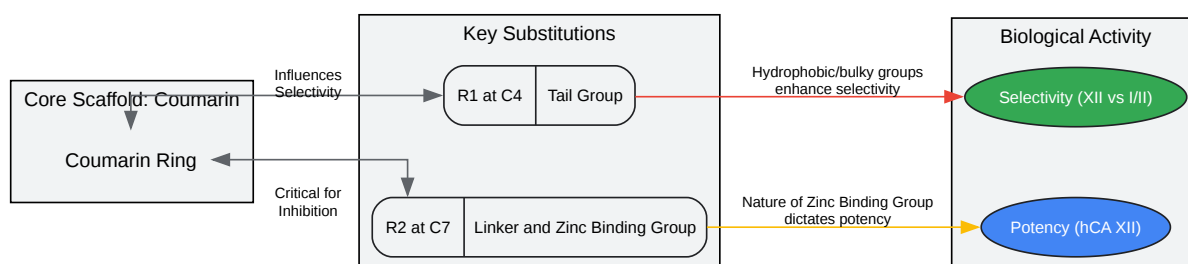 Key Substitutions
Biological Activity
Core Scaffold: Coumarin
Coumarin Ring
Influences
Selectivity
Critical for
Inhibition
R1 at C4
Tail Group
R2 at C7
Linker and Zinc Binding Group
Hydrophobic/bulky groups
enhance selectivity
Nature of Zinc Binding Group
dictates potency
Selectivity (XII vs I/II)
Potency (hCA XII)